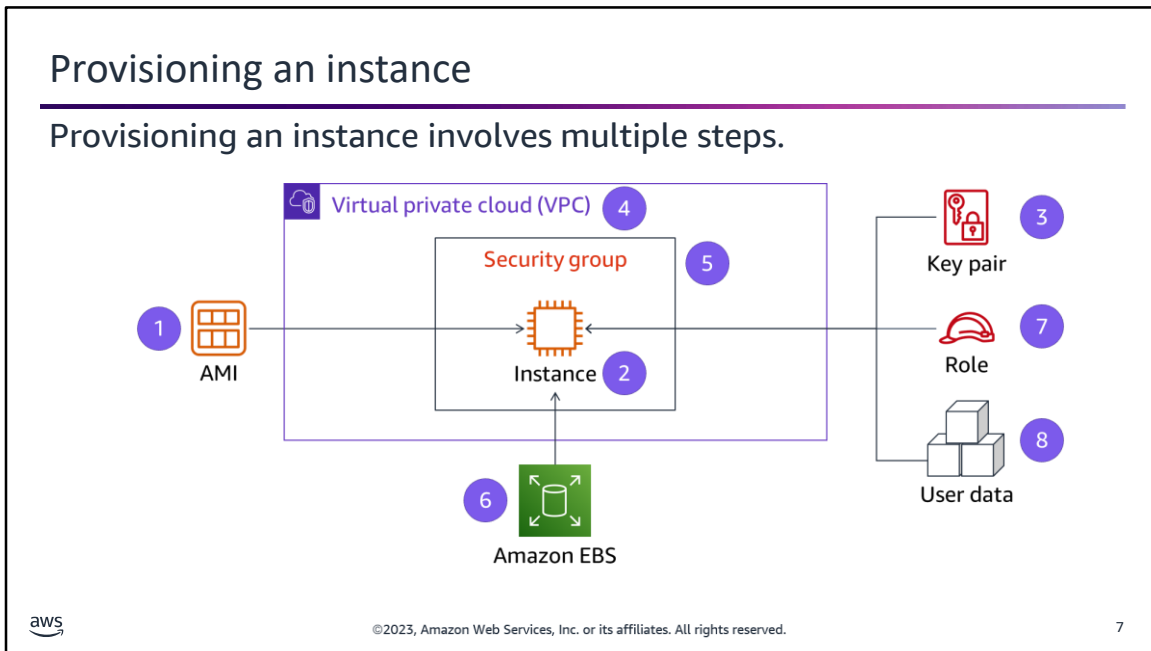 Provisioning an instance
Provisioning an instance involves multiple steps.
Virtual private cloud (VPC) 4
3
Key pair
Security group 5
1
AMI
Instance 2
7
Role
8
User data
6
Amazon EBS
aws
©2023, Amazon Web Services, Inc. or its affiliates. All rights reserved.
7